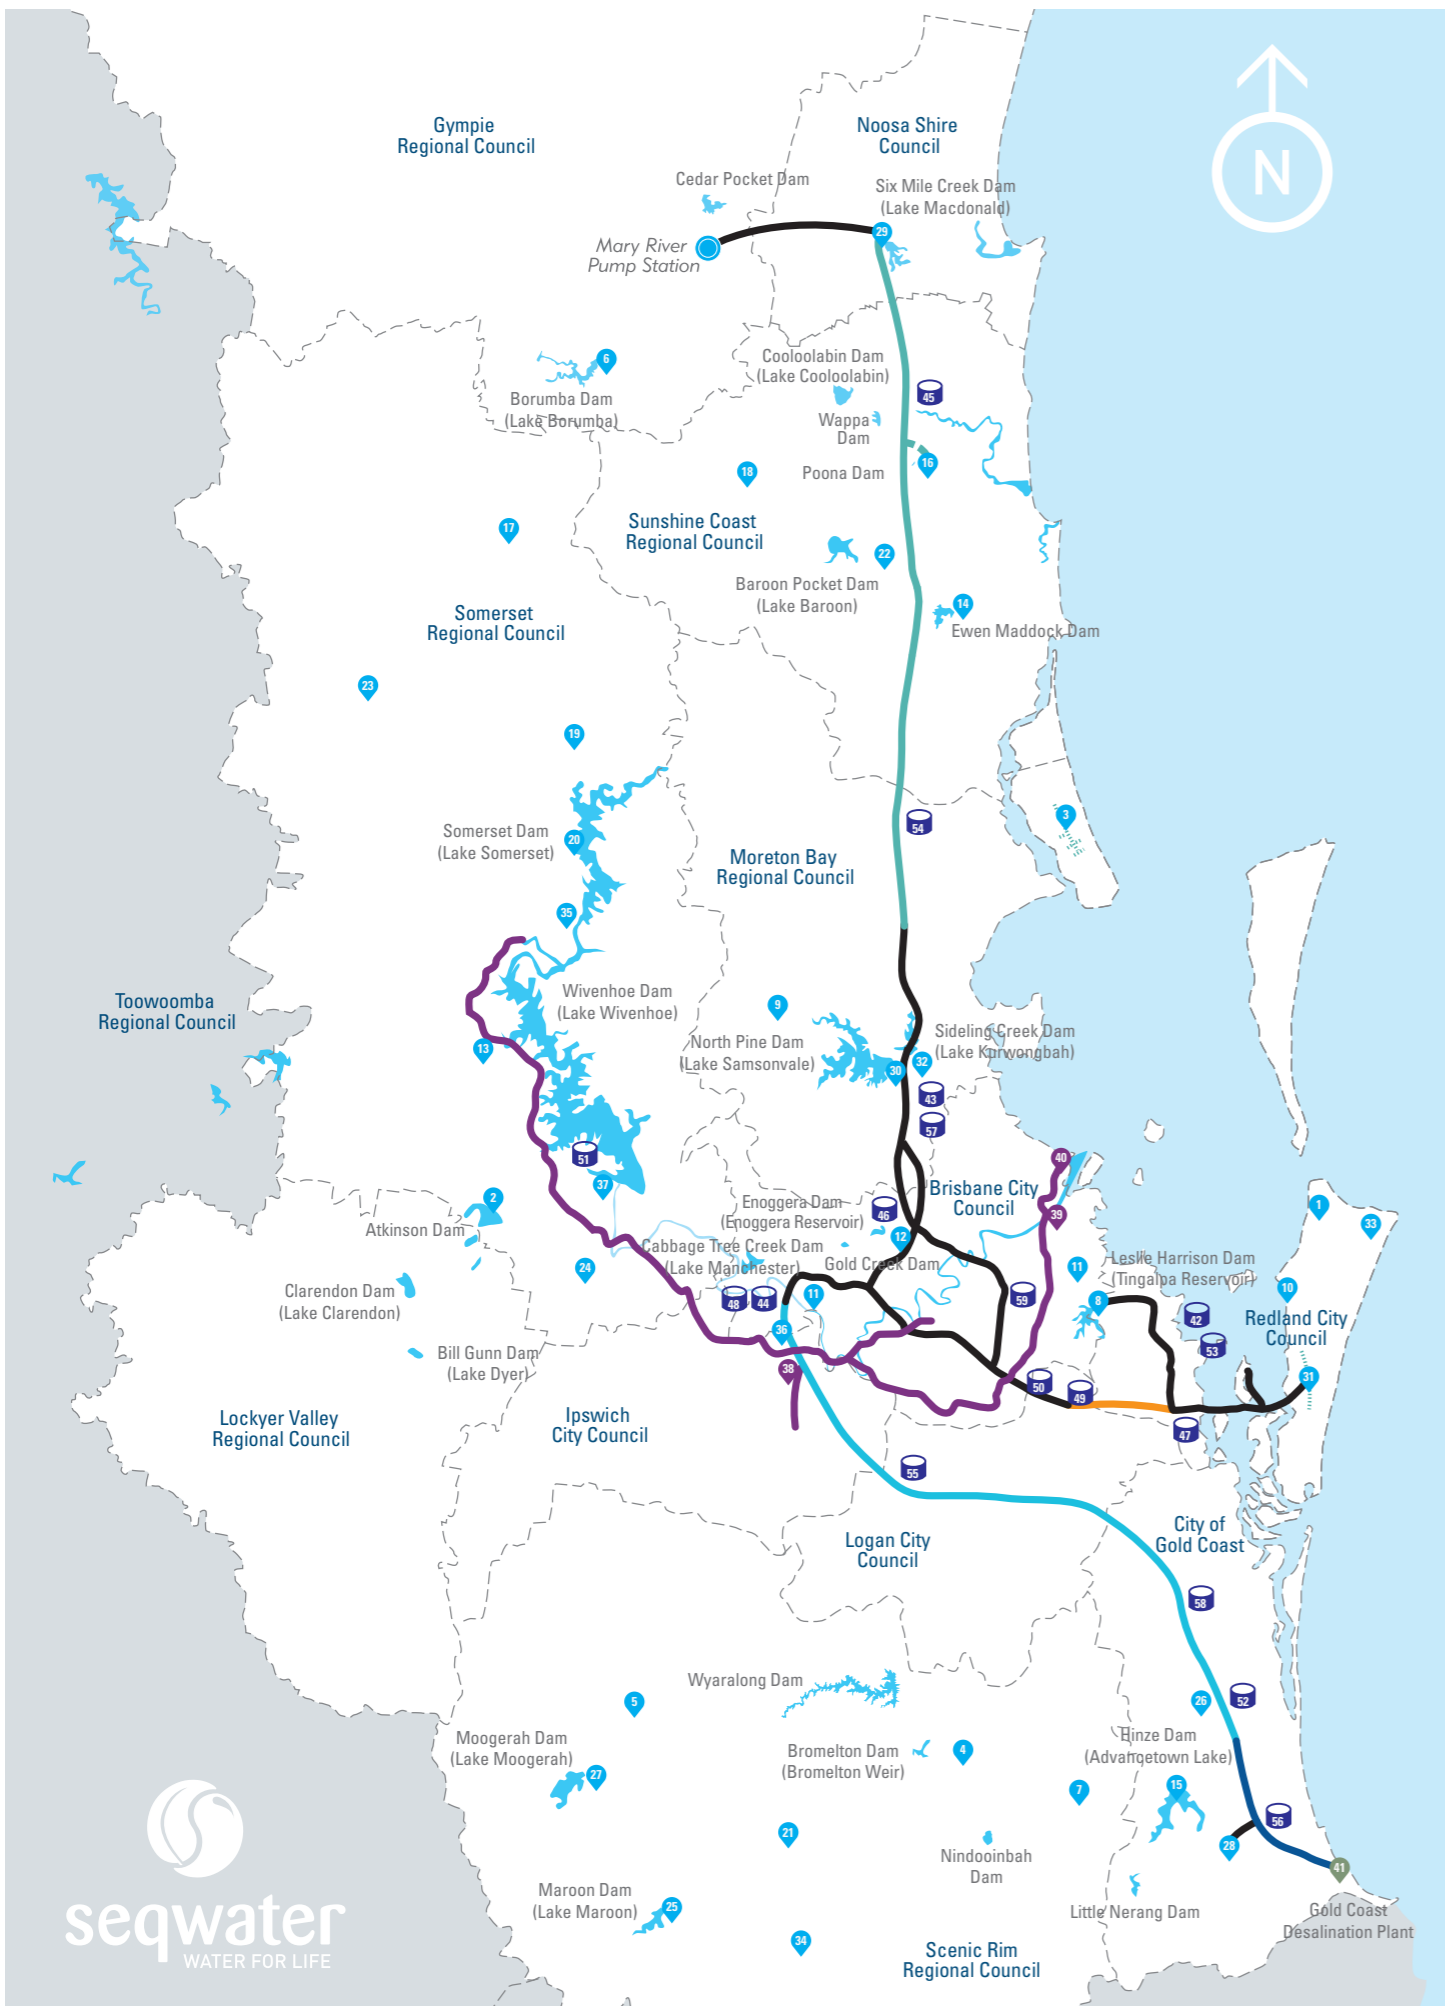 Gympie
Regional Council
Noosa Shire
Council
N
Cedar Pocket Dam
Six Mile Creek Dam
(Lake Macdonald)
29
Mary River
Pump Station
6
Borumba Dam
(Lake Borumba)
Cooloolabin Dam
(Lake Cooloolabin)
45
Wappa
Dam
18
Poona Dam
16
17
Sunshine Coast
Regional Council
22
Baroon Pocket Dam
(Lake Baroon)
14
Ewen Maddock Dam
Somerset
Regional Council
23
19
3
54
Somerset Dam
(Lake Somerset)
20
Moreton Bay
Regional Council
35
Toowoomba
Regional Council
Wivenhoe Dam
(Lake Wivenhoe)
9
13
North Pine Dam
(Lake Samsonvale)
Sideling Creek Dam
(Lake Kurwongbah)
30
32
43
57
51
37
40
2
Atkinson Dam
Enoggera Dam
(Enoggera Reservoir)
46
Brisbane City
Council
39
1
33
12
Cabbage Tree Creek Dam
(Lake Manchester)
Gold Creek Dam
24
11
Leslie Harrison Dam
(Tingalpa Reservoir)
10
Clarendon Dam
(Lake Clarendon)
48
44
11
59
8
42
Redland City
Council
36
53
Bill Gunn Dam
(Lake Dyer)
38
50
49
31
Lockyer Valley
Regional Council
Ipswich
City Council
47
55
Logan City
Council
City of
Gold Coast
58
Wyaralong Dam
5
26
52
Moogerah Dam
(Lake Moogerah)
Bromelton Dam
(Bromelton Weir)
4
Hinze Dam
(Advancetown Lake)
27
7
15
56
21
28
Nindooinbah
Dam
41
Maroon Dam
(Lake Maroon)
25
Little Nerang Dam
Gold Coast
Desalination Plant
34
Scenic Rim
Regional Council
seqwater
WATER FOR LIFE